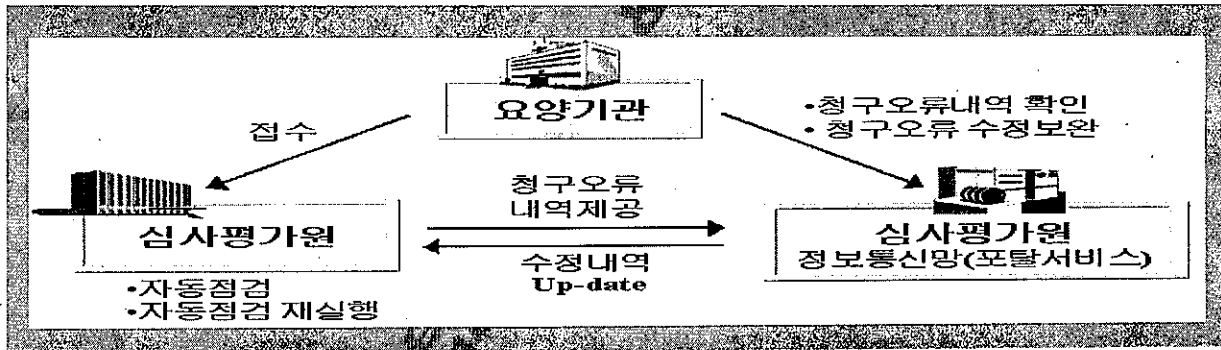 요양기관
접수
•청구오류내역 확인
• 청구오류 수정보완
청구오류
내역제공
심사평가원
심사평가원
정보통신망(포탈서비스)
수정내역
Up-date
•자동점검
•자동점검 재실행